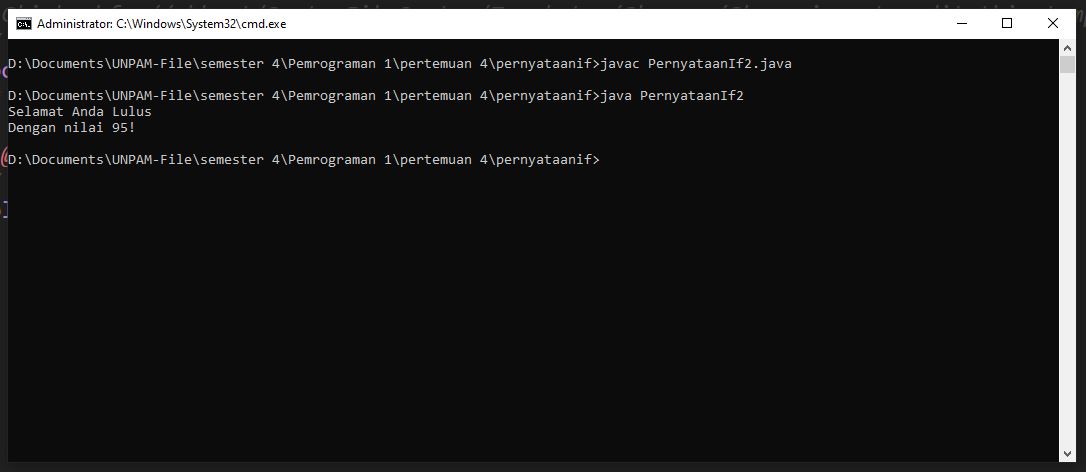 Administrator: C:\Windows\System32\cmd.exe
D:\Documents\UNPAM-File\semester 4\Pemrograman 1\pertemuan 4\pernyataanif>javac PernyataanIf2.java
D:\Documents\UNPAM-File\semester 4\Pemrograman 1\pertemuan 4\pernyataanif>java PernyataanIf2
Selamat Anda Lulus
Dengan nilai 95!
D:\Documents\UNPAM-File\semester 4\Pemrograman 1\pertemuan 4\pernyataanif>